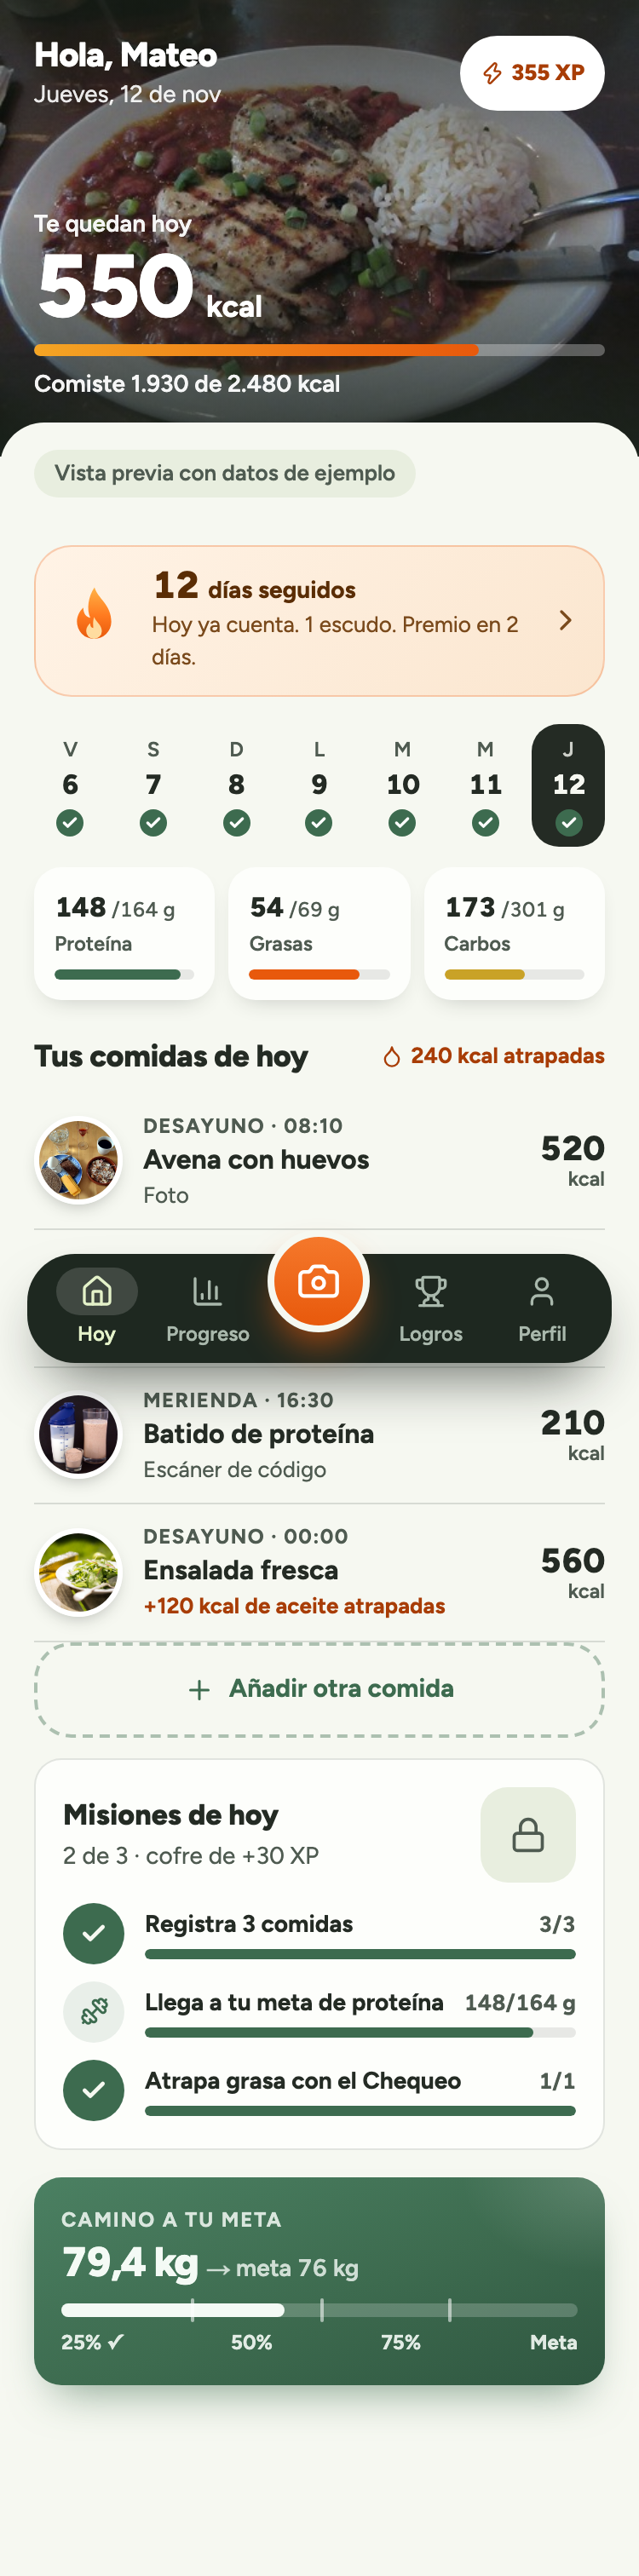 Hola, Mateo
Jueves, 12 de nov
355 XP
Te quedan hoy
550 kcal
Comiste 1.930 de 2.480 kcal
Vista previa con datos de ejemplo
12 días seguidos
Hoy ya cuenta. 1 escudo. Premio en 2
días.
V S D L M M J
6 7 8 9 10 11 12
148 /164 g
Proteína
54 /69 g
Grasas
173 /301 g
Carbos
Tus comidas de hoy
240 kcal atrapadas
DESAYUNO · 08:10
Avena con huevos
Foto
520
kcal
Hoy
Progreso
Logros
Perfil
MERIENDA · 16:30
Batido de proteína
Escáner de código
210
kcal
DESAYUNO · 00:00
Ensalada fresca
+120 kcal de aceite atrapadas
560
kcal
Añadir otra comida
Misiones de hoy
2 de 3 · cofre de +30 XP
Registra 3 comidas 3/3
Llega a tu meta de proteína 148/164 g
Atrapa grasa con el Chequeo 1/1
CAMINO A TU META
79,4 kg → meta 76 kg
25% ✓ 50% 75% Meta